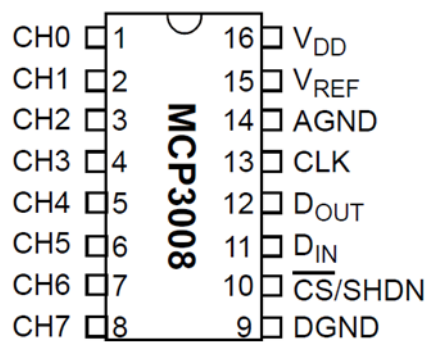 CH0 1 16 VDD
CH1 2 15 VREF
CH2 3 14 AGND
CH3 4 13 CLK
CH4 5 12 DOUT
CH5 6 11 DIN
CH6 7 10 CS/SHDN
CH7 8 9 DGND
MCP3008